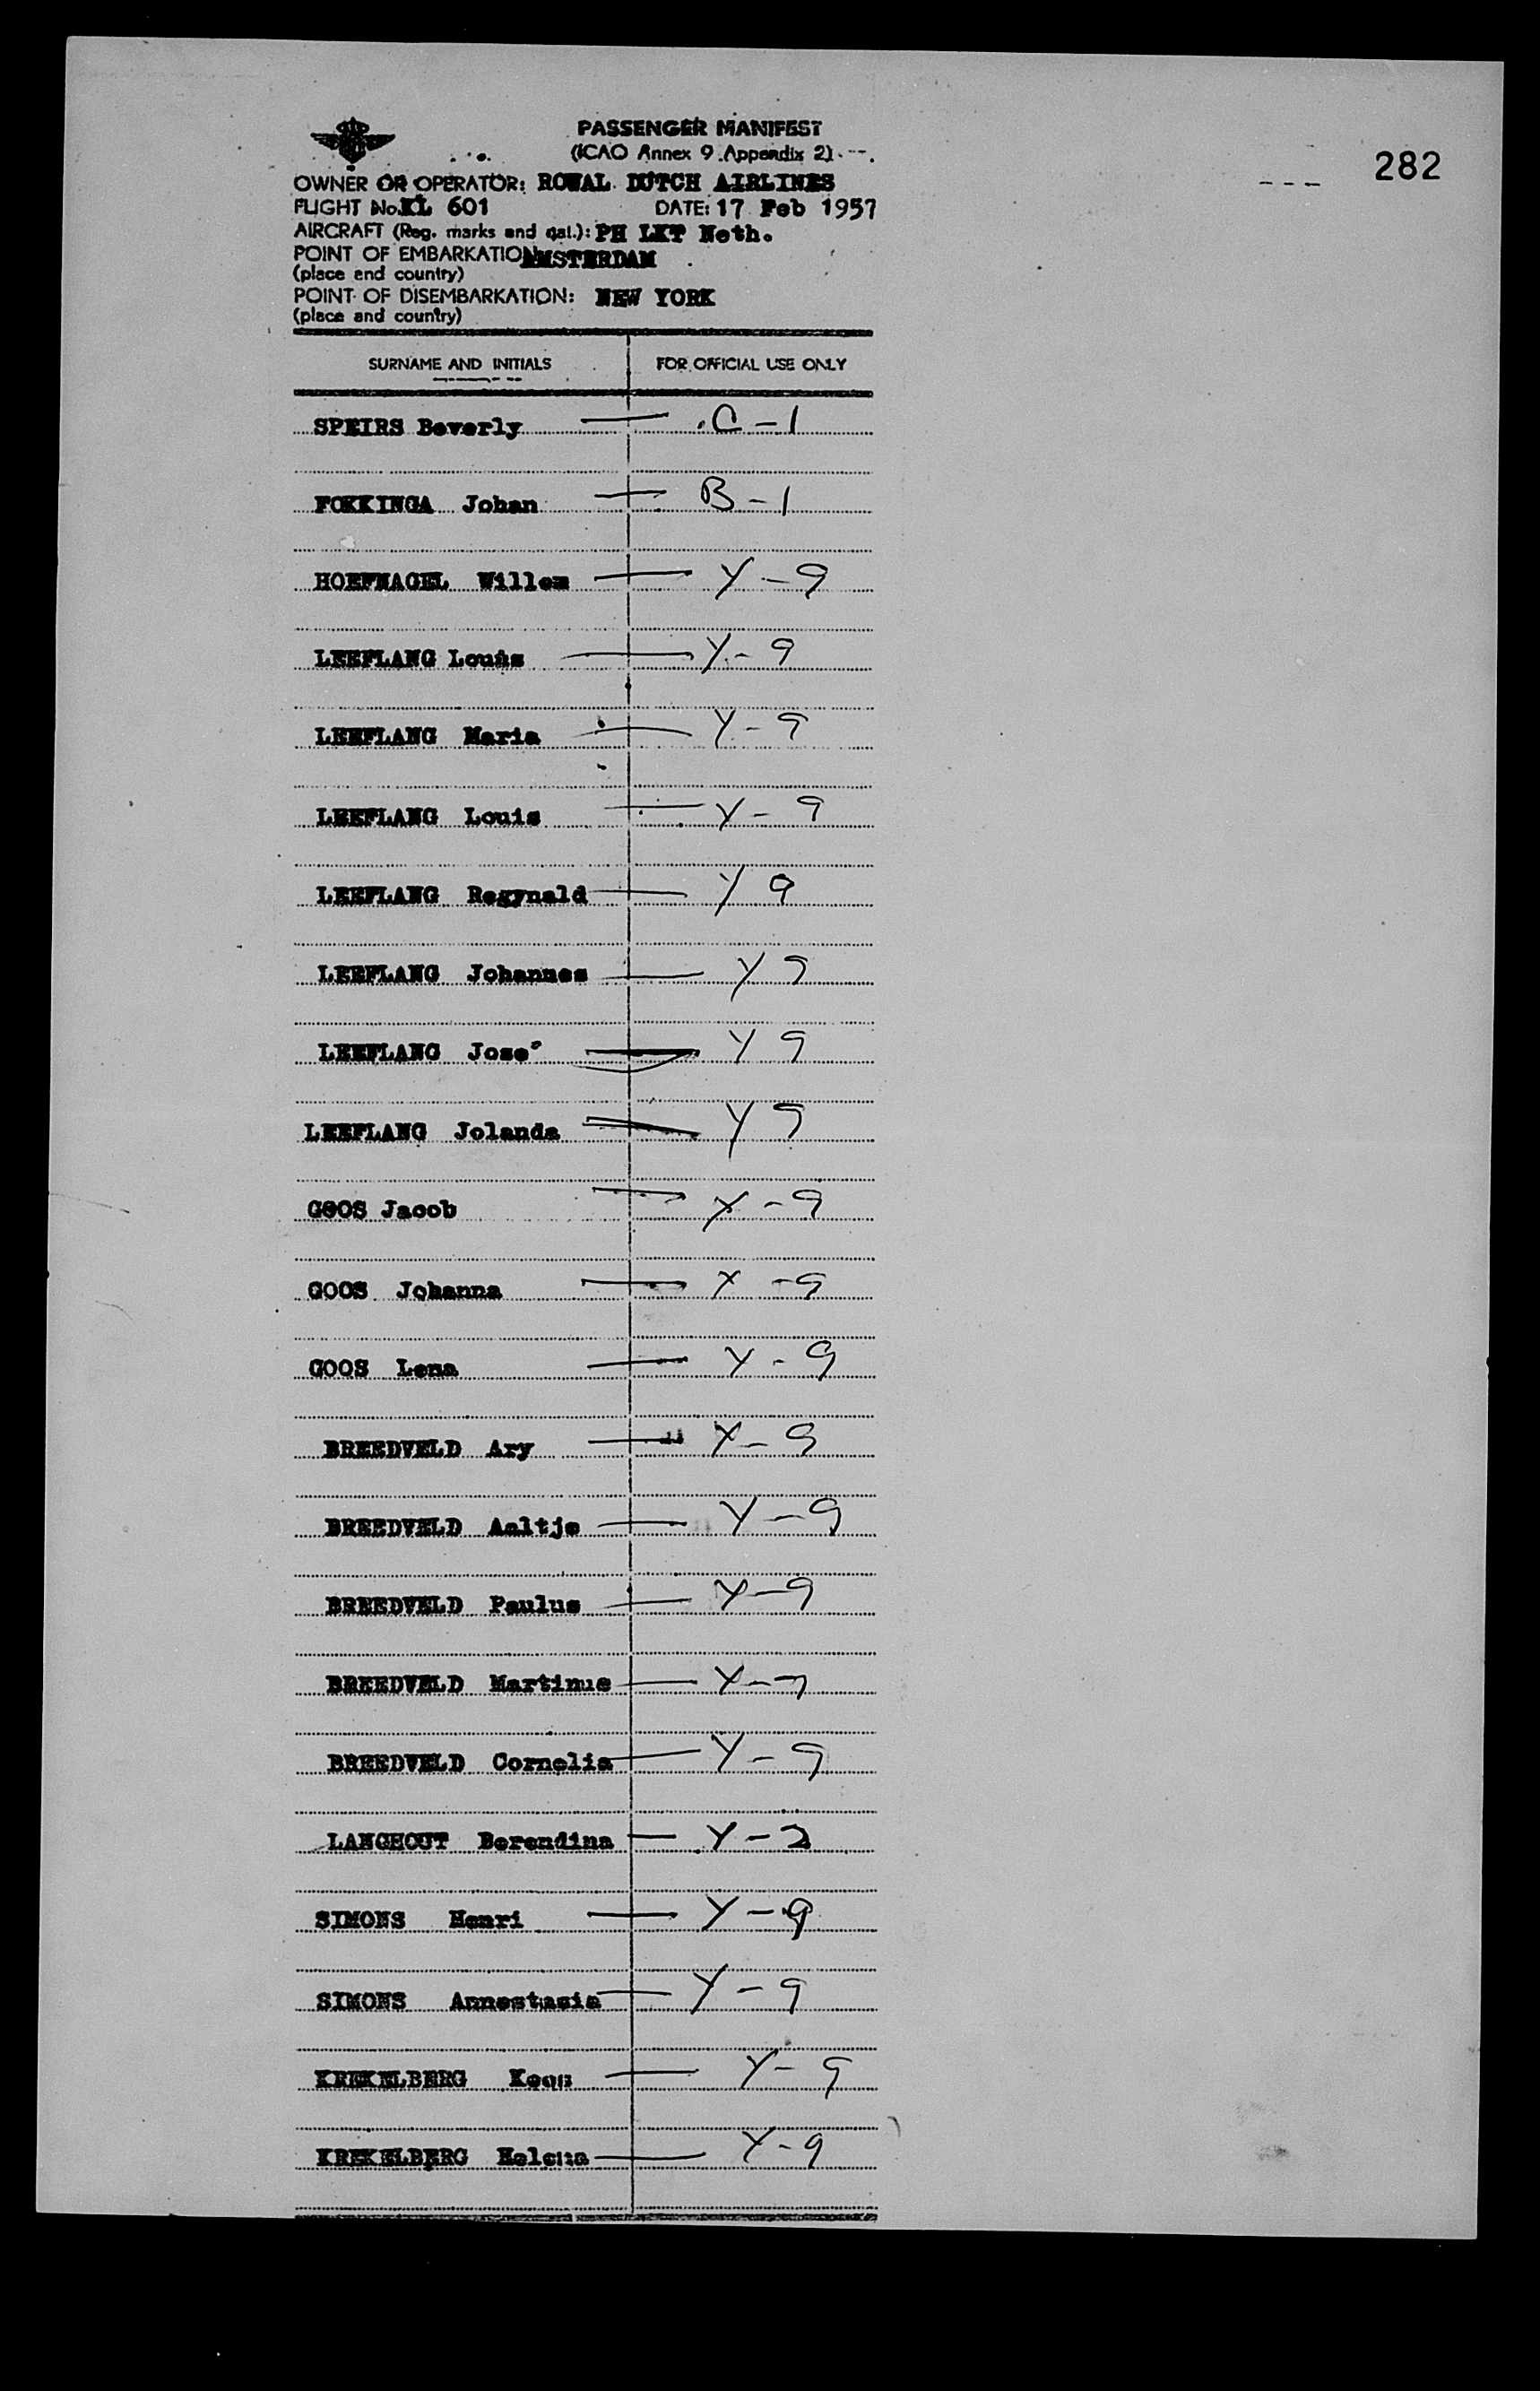 PASSENGER MANIFEST
(ICAO Annex 9 Appendix 2)
282
OWNER OR OPERATOR: ROWAL DUTCH AIRLINES
FLIGHT No. KL 601 DATE: 17 Feb 1957
AIRCRAFT (Reg. marks and nat.): PH LKT Neth.
POINT OF EMBARKATION AMSTERDAM
(place and country)
POINT OF DISEMBARKATION: NEW YORK
(place and country)
SURNAME AND INITIALS FOR OFFICIAL USE ONLY
SPEIRS Beverly — C - 1
FOKKINGA Johan — B - 1
HOEFNAGEL Willem — Y - 9
LEEFLANG Louis — Y - 9
LEEFLANG Maria — Y - 9
LEEFLANG Louis — Y - 9
LEEFLANG Regynald — Y 9
LEEFLANG Johannes — Y 9
LEEFLANG Jose' — Y 9
LEEFLANG Jolanda — Y 9
GOOS Jacob — Y - 9
GOOS Johanna — Y - 9
GOOS Lena — Y - 9
BREEDVELD Ary — Y - 9
BREEDVELD Aaltje — Y - 9
BREEDVELD Paulus — Y - 9
BREEDVELD Martinus — Y - 9
BREEDVELD Cornelia — Y - 9
LANGHOUT Berendina — Y - 2
SIMONS Henri — Y - 9
SIMONS Annestasia — Y - 9
KREKELBERG Koen — Y - 9
KREKELBERG Helena — Y - 9